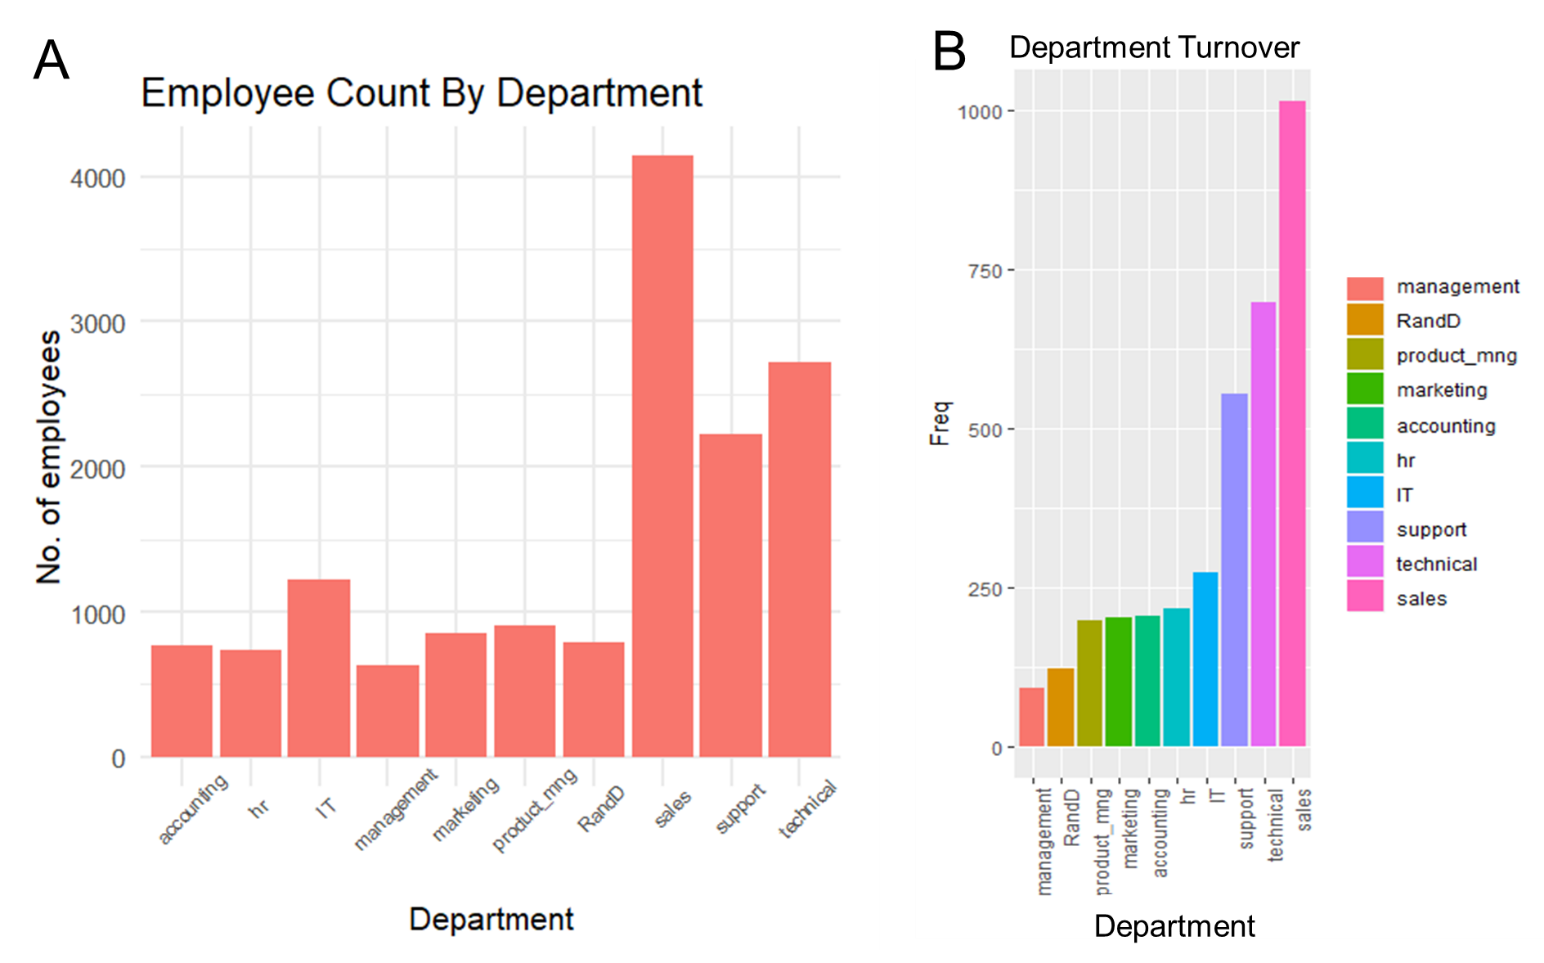 A
Employee Count By Department
No. of employees
4000
3000
2000
1000
0
accounting
hr
IT
management
marketing
product_mng
RandD
sales
support
technical
Department
B
Department Turnover
Freq
1000
750
500
250
0
management
RandD
product_mng
marketing
accounting
hr
IT
support
technical
sales
Department
management
RandD
product_mng
marketing
accounting
hr
IT
support
technical
sales